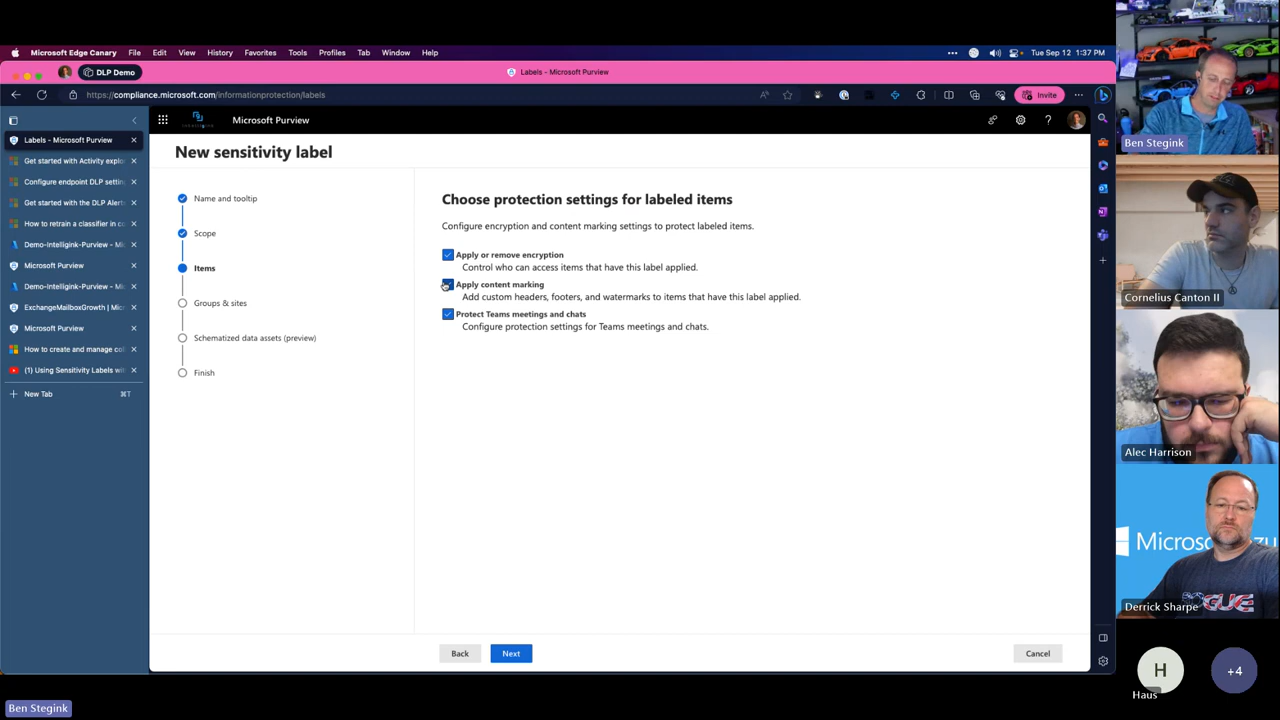 Microsoft Edge Canary File Edit View History Favorites Tools Profiles Tab Window Help
Tue Sep 12 1:37 PM
DLP Demo
Labels - Microsoft Purview
https://compliance.microsoft.com/informationprotection/labels
Invite
Labels - Microsoft Purview
Get started with Activity explo
Configure endpoint DLP settin
Get started with the DLP Alert
How to retrain a classifier in co
Demo-Intelligink-Purview - Mi
Microsoft Purview
Demo-Intelligink-Purview - Mi
ExchangeMailboxGrowth | Mic
Microsoft Purview
How to create and manage col
(1) Using Sensitivity Labels wit
New Tab ⌘T
Microsoft Purview
New sensitivity label
Name and tooltip
Scope
Items
Groups & sites
Schematized data assets (preview)
Finish
Choose protection settings for labeled items
Configure encryption and content marking settings to protect labeled items.
Apply or remove encryption
Control who can access items that have this label applied.
Apply content marking
Add custom headers, footers, and watermarks to items that have this label applied.
Protect Teams meetings and chats
Configure protection settings for Teams meetings and chats.
Back Next Cancel
Ben Stegink
Cornelius Canton II
Alec Harrison
Microso
zu
OGUE
Derrick Sharpe
H
Haus
+4
Ben Stegink